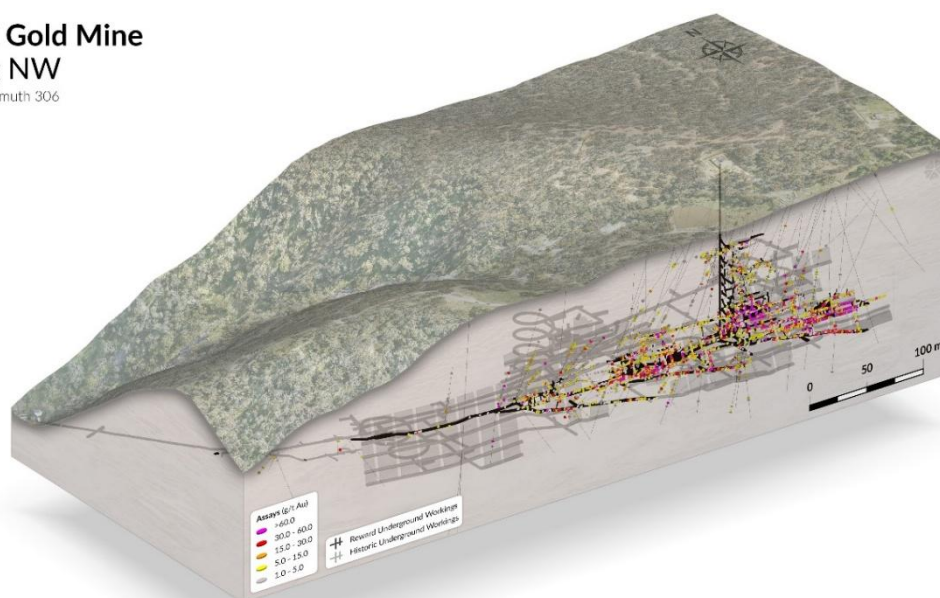 Gold Mine
NW
muth 306
N
100 m
50
0
Assays (g/t Au)
>60.0
30.0 - 60.0
15.0 - 30.0
5.0 - 15.0
1.0 - 5.0
Reward Underground Workings
Historic Underground Workings